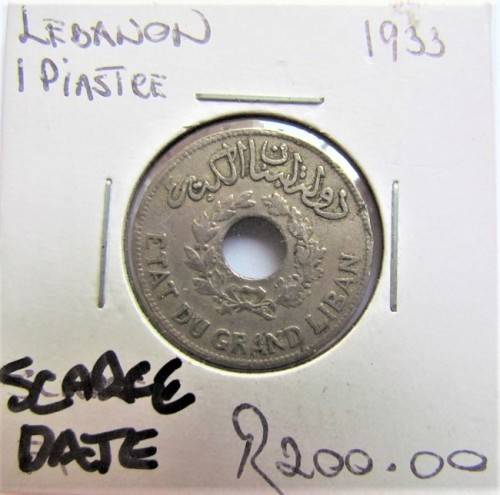 LEBANON
1 PIASTRE
1933
دولة لبنان الكبير
ETAT DU GRAND LIBAN
SCARCE
DATE
R200.00